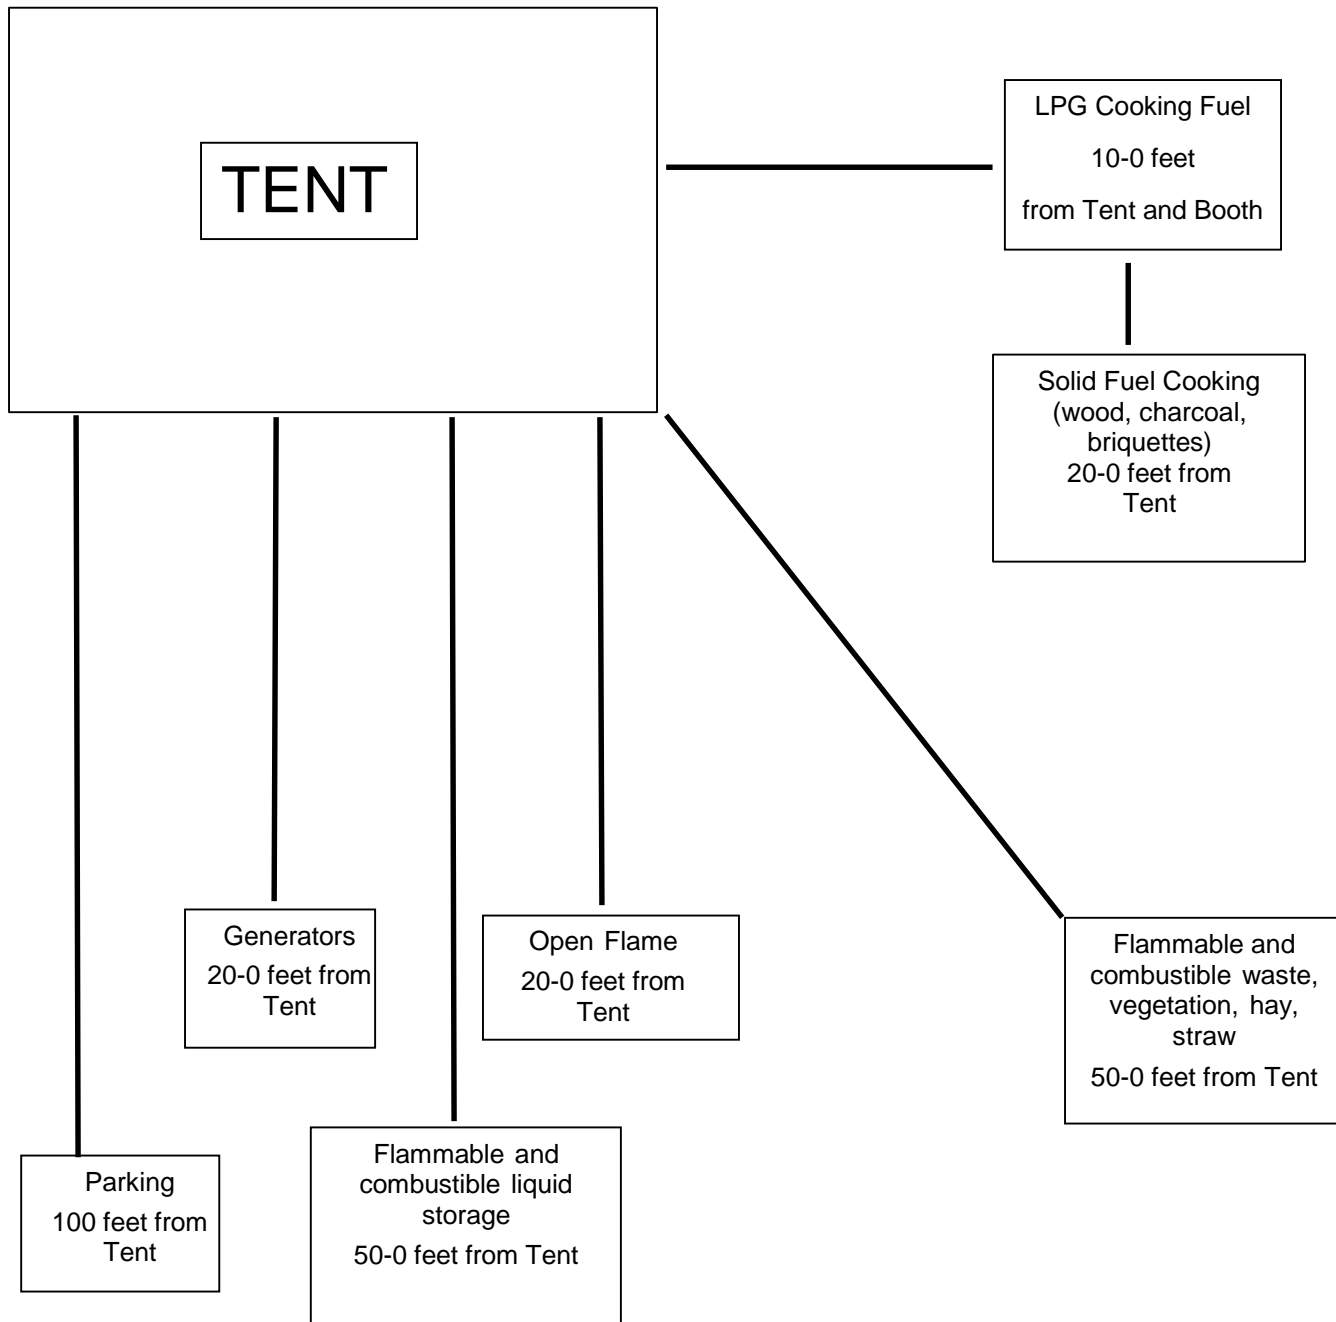 TENT
LPG Cooking Fuel
10-0 feet
from Tent and Booth
Solid Fuel Cooking
(wood, charcoal,
briquettes)
20-0 feet from
Tent
Generators
20-0 feet from
Tent
Open Flame
20-0 feet from
Tent
Flammable and
combustible waste,
vegetation, hay,
straw
50-0 feet from Tent
Parking
100 feet from
Tent
Flammable and
combustible liquid
storage
50-0 feet from Tent